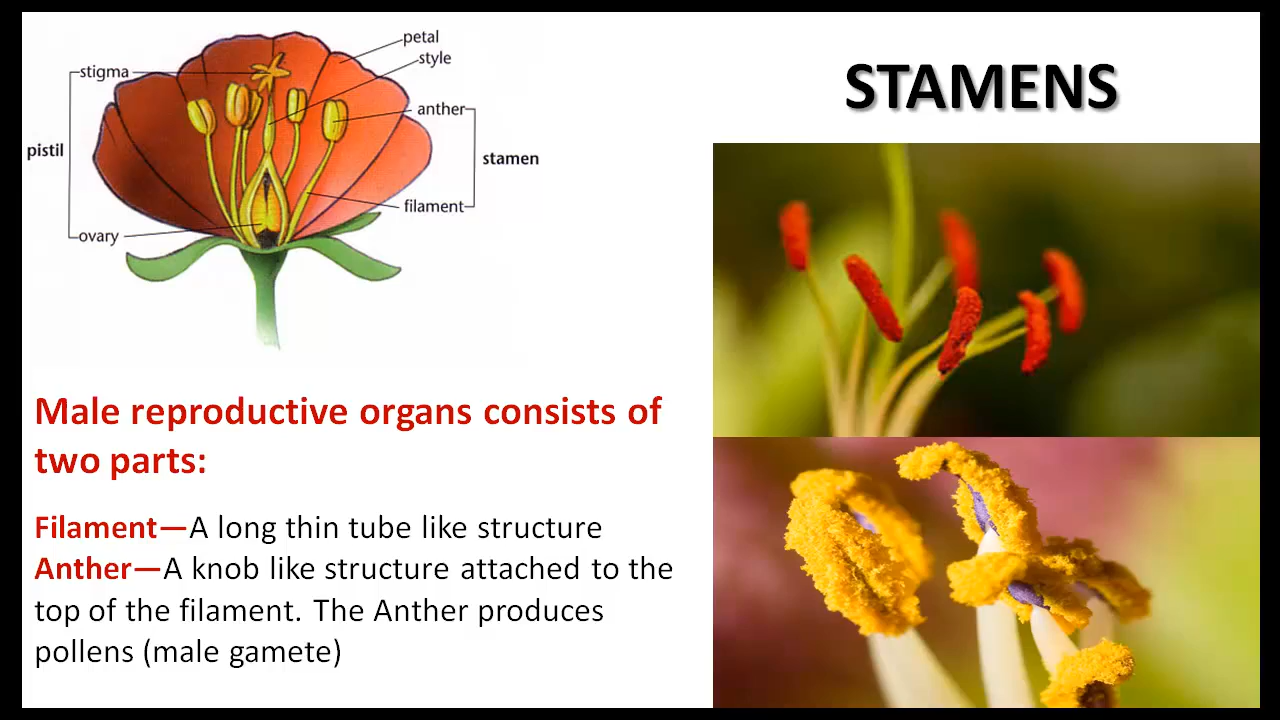 STAMENS
petal
style
stigma
anther
pistil
stamen
filament
ovary
Male reproductive organs consists of
two parts:
Filament—A long thin tube like structure
Anther—A knob like structure attached to the
top of the filament. The Anther produces
pollens (male gamete)